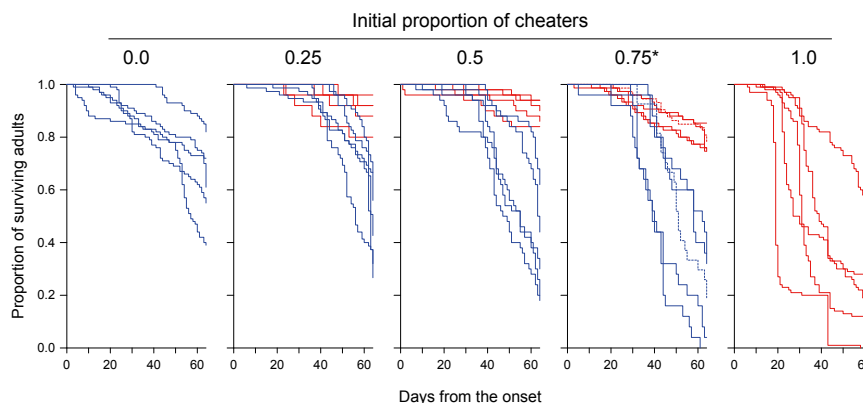 Initial proportion of cheaters
0.0 0.25 0.5 0.75* 1.0
Proportion of surviving adults
1.0
0.8
0.6
0.4
0.2
0.0
0 20 40 60 0 20 40 60 0 20 40 60 0 20 40 60 0 20 40 6
Days from the onset